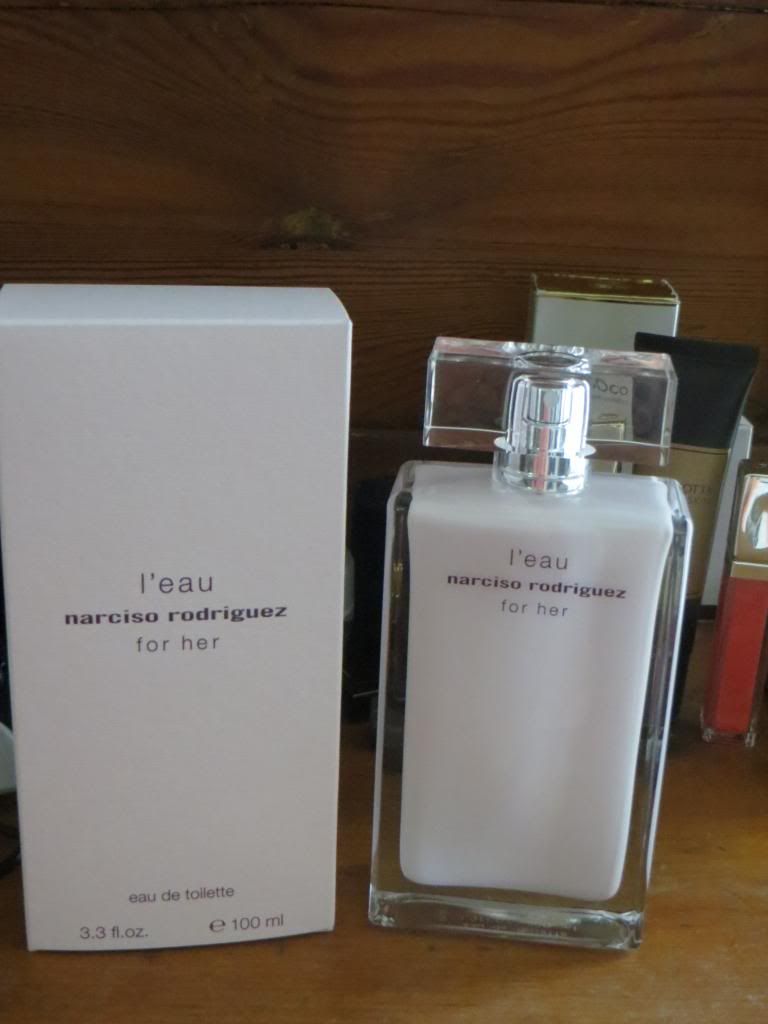 l'eau
narciso rodriguez
for her
eau de toilette
3.3 fl.oz. e 100 ml
l'eau
narciso rodriguez
for her